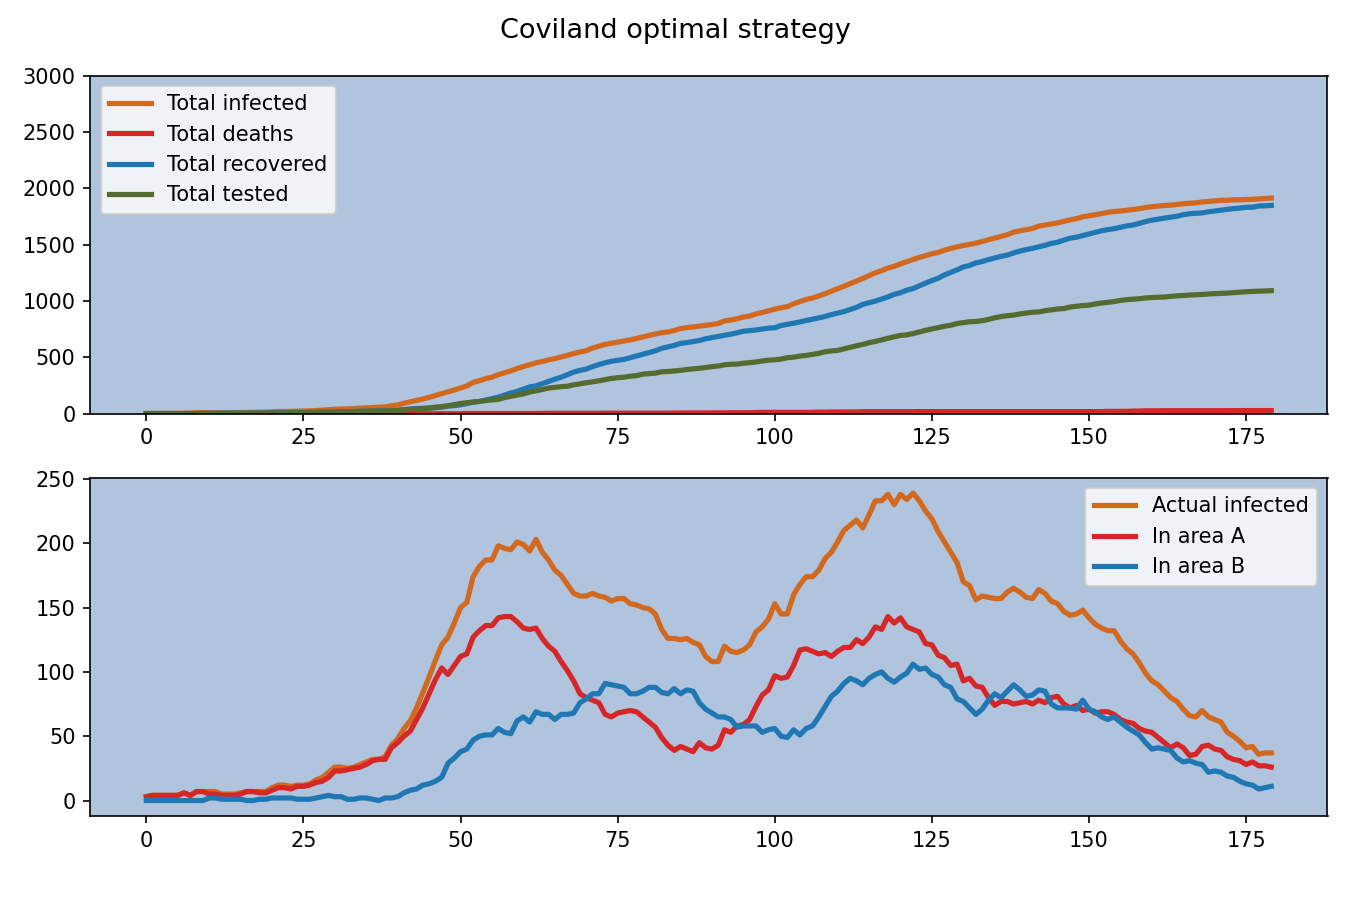 Coviland optimal strategy
3000
2500
2000
1500
1000
500
0
Total infected
Total deaths
Total recovered
Total tested
0 25 50 75 100 125 150 175
250
200
150
100
50
0
Actual infected
In area A
In area B
0 25 50 75 100 125 150 175